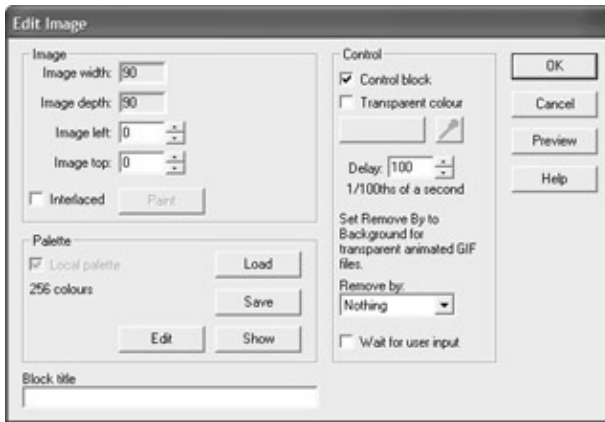 Edit Image
Image
Image width: 90
Image depth: 90
Image left: 0
Image top: 0
Interlaced
Paint
Palette
Local palette
256 colours
Load
Save
Edit
Show
Block title
Control
Control block
Transparent colour
Delay: 100
1/100ths of a second
Set Remove By to
Background for
transparent animated GIF
files.
Remove by:
Nothing
Wait for user input
OK
Cancel
Preview
Help